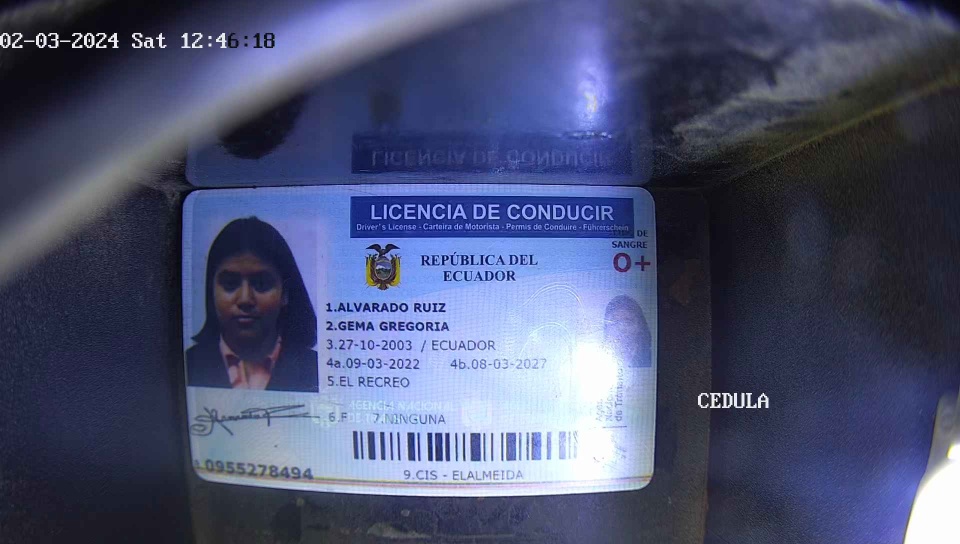 02-03-2024 Sat 12:46:18
LICENCIA DE CONDUCIR
LICENCIA DE CONDUCIR
Driver's License - Carteira de Motorista - Permis de Conduire - Führerschein
DE
SANGRE
O+
REPÚBLICA DEL
ECUADOR
1.ALVARADO RUIZ
2.GEMA GREGORIA
3.27-10-2003 / ECUADOR
4a.09-03-2022 4b.08-03-2027
5.EL RECREO
AGENCIA NACIONAL
6.F 7.NINGUNA
CEDULA
0955278494
9.CIS - ELALMEIDA